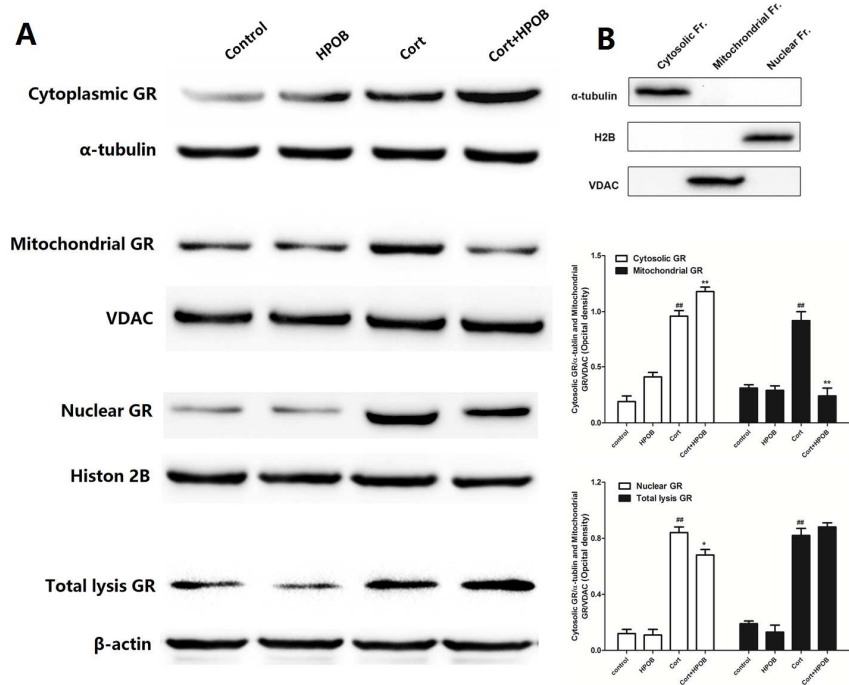 A
Control
HPOB
Cort
Cort+HPOB
Cytoplasmic GR
α-tubulin
Mitochondrial GR
VDAC
Nuclear GR
Histon 2B
Total lysis GR
β-actin
B
Cytosolic Fr.
Mitochrondrial Fr.
Nuclear Fr.
α-tubulin
H2B
VDAC
Cytosolic GR/α-tublin and Mitochondrial
GR/VDAC (Opcital density)
1.5
1.0
0.5
0.0
Cytosolic GR
Mitochondrial GR
##
**
##
**
control
HPOB
Cort
Cort+HPOB
control
HPOB
Cort
Cort+HPOB
Cytosolic GR/α-tublin and Mitochondrial
GR/VDAC (Opcital density)
1.2
0.8
0.4
0.0
Nuclear GR
Total lysis GR
##
*
##
control
HPOB
Cort
Cort+HPOB
control
HPOB
Cort
Cort+HPOB